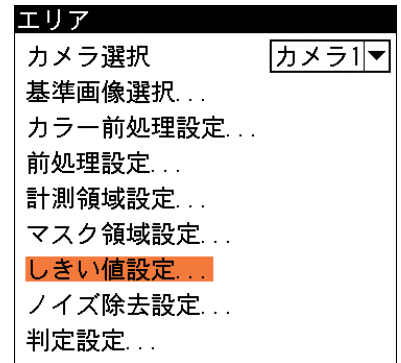 エリア
カメラ選択 カメラ1▼
基準画像選択...
カラー前処理設定...
前処理設定...
計測領域設定...
マスク領域設定...
しきい値設定...
ノイズ除去設定...
判定設定...